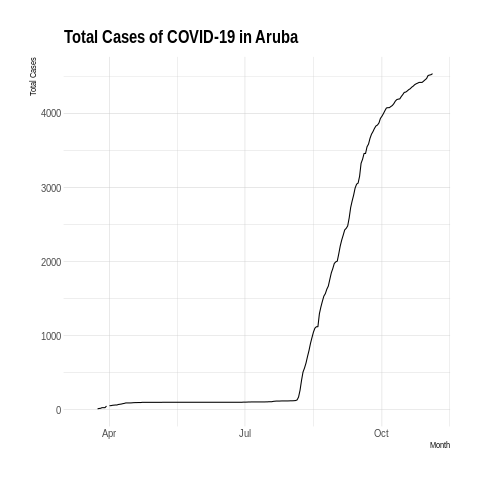 Total Cases of COVID-19 in Aruba
Total Cases
4000
3000
2000
1000
0
Apr Jul Oct
Month